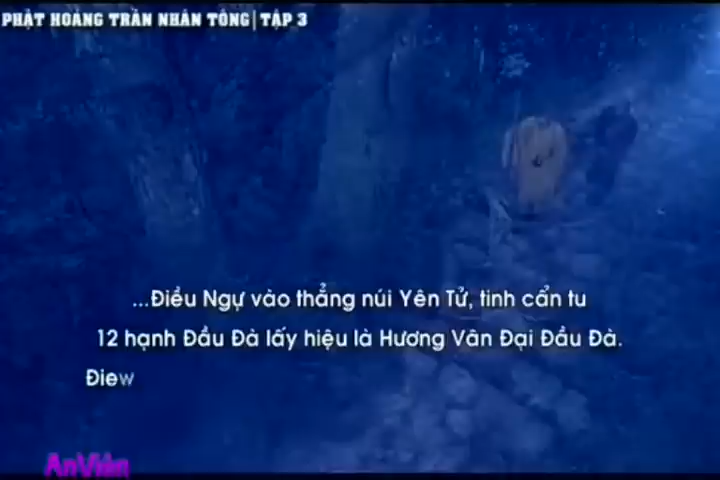 PHẬT HOÀNG TRẦN NHÂN TÔNG | TẬP 3
...Điều Ngự vào thẳng núi Yên Tử, tinh cẩn tu
12 hạnh Đầu Đà lấy hiệu là Hương Vân Đại Đầu Đà.
Điew
AnViên